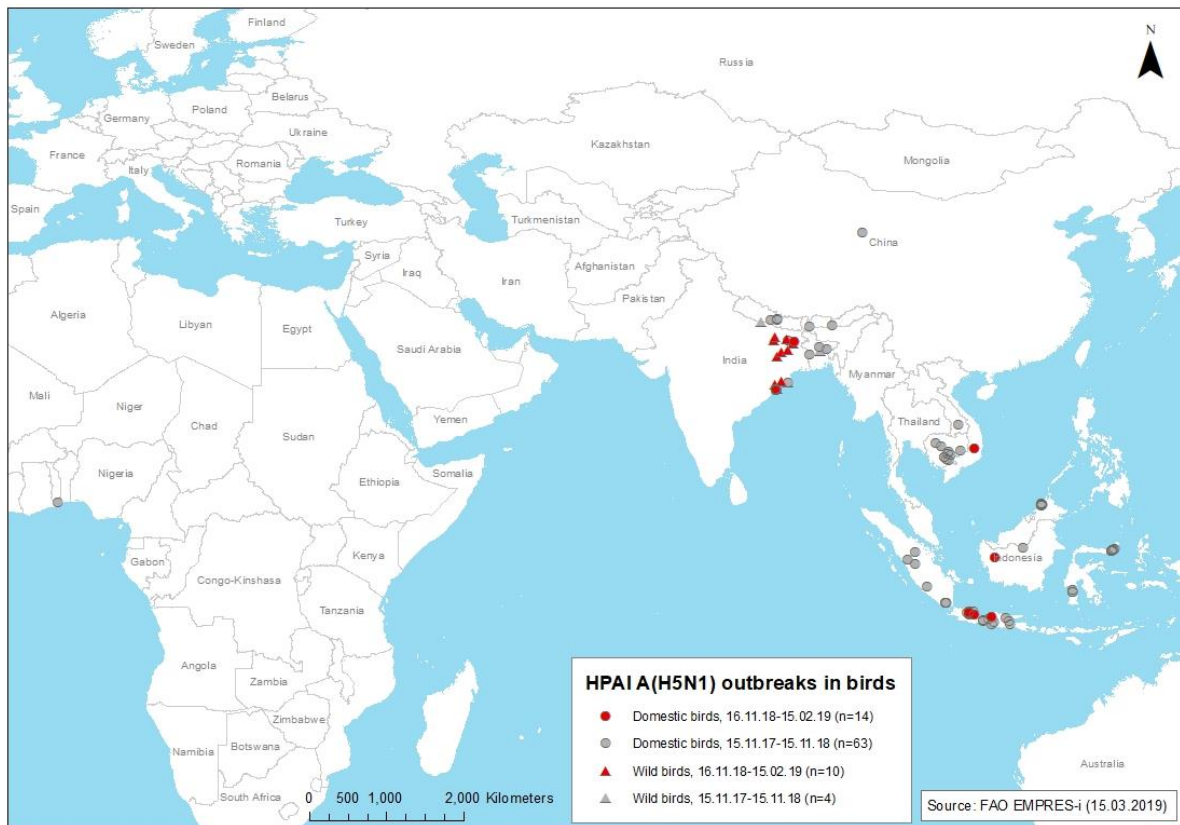 Finland
Sweden
Russia
N
Belarus
Poland
Germany
Ukraine
Kazakhstan
France
Mongolia
Romania
Italy
Spain
Turkmenistan
Turkey
China
Syria
Afghanistan
Iraq
Iran
Pakistan
Algeria
Libyan
Egypt
Saudi Arabia
India
Myanmar
Mali
Niger
Chad
Yemen
Thailand
Sudan
Nigeria
Somalia
Ethiopia
Gabon
Kenya
Indonesia
Congo-Kinshasa
Tanzania
Angola
Zambia
Zimbabwe
Namibia
Botswana
South Africa
Australia
HPAI A(H5N1) outbreaks in birds
Domestic birds, 16.11.18-15.02.19 (n=14)
Domestic birds, 15.11.17-15.11.18 (n=63)
Wild birds, 16.11.18-15.02.19 (n=10)
Wild birds, 15.11.17-15.11.18 (n=4)
0 500 1,000 2,000 Kilometers
Source: FAO EMPRES-i (15.03.2019)